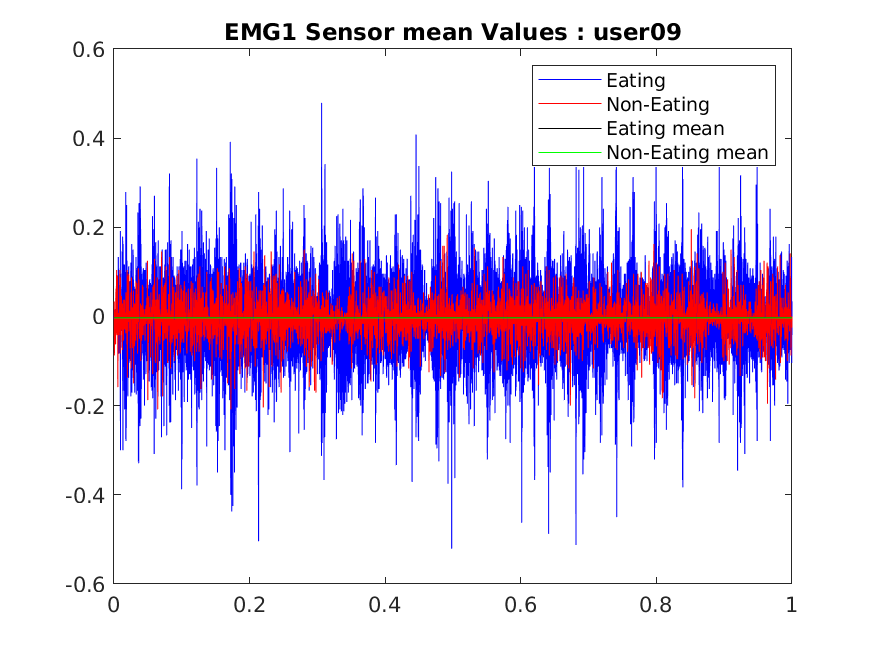 EMG1 Sensor mean Values : user09
0.6
Eating
Non-Eating
Eating mean
Non-Eating mean
0.4
0.2
0
-0.2
-0.4
-0.6
0 0.2 0.4 0.6 0.8 1